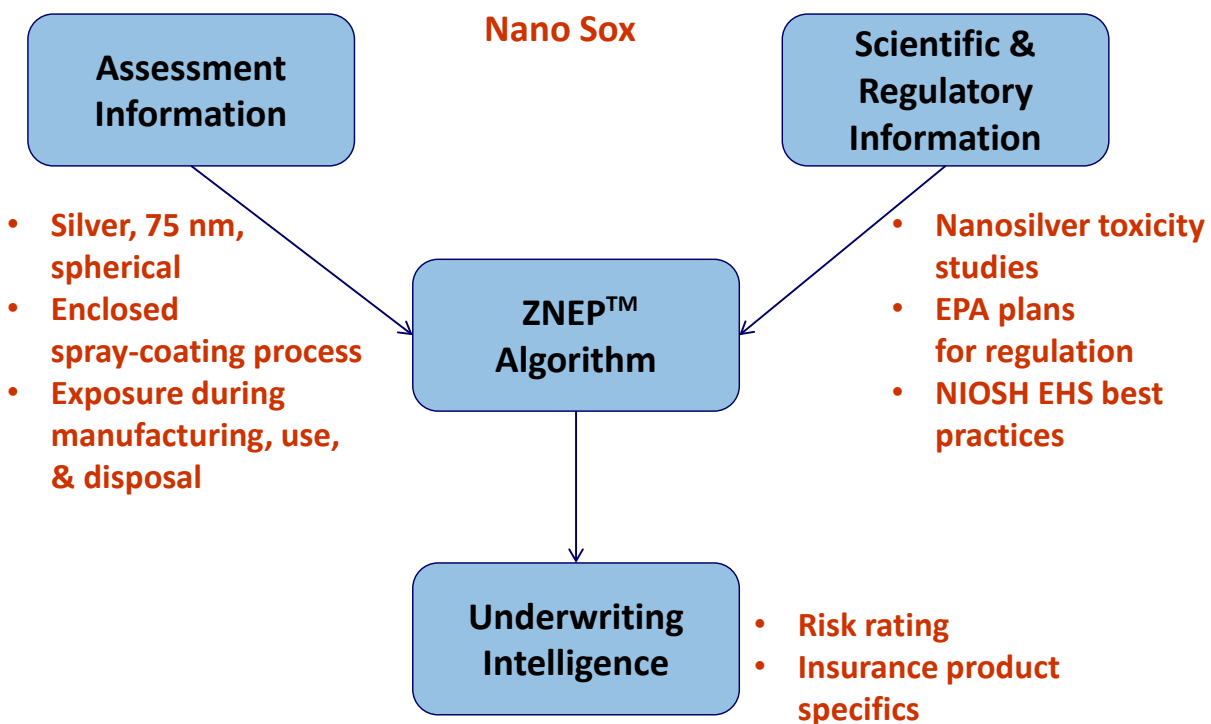 Nano Sox
Assessment
Information
Scientific &
Regulatory
Information
• Silver, 75 nm,
spherical
• Enclosed
spray-coating process
• Exposure during
manufacturing, use,
& disposal
ZNEP™
Algorithm
• Nanosilver toxicity
studies
• EPA plans
for regulation
• NIOSH EHS best
practices
Underwriting
Intelligence
• Risk rating
• Insurance product
specifics